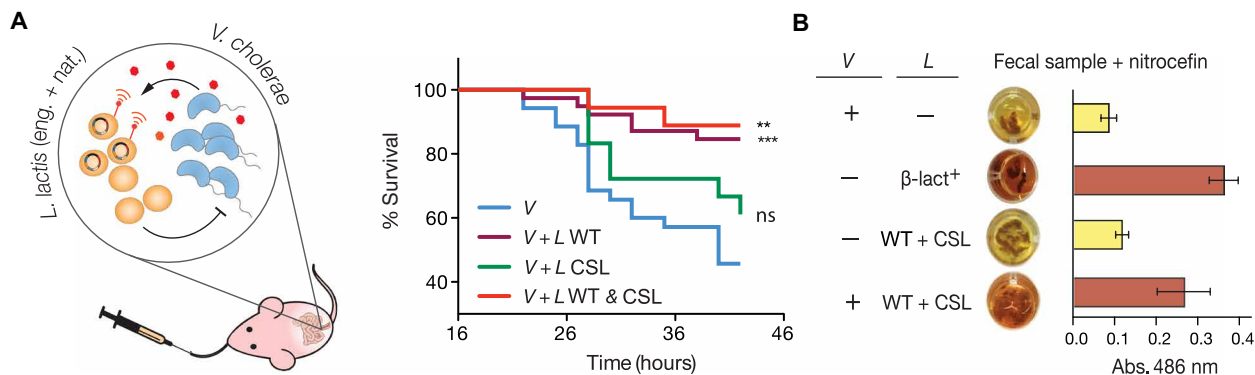 A
L. lactis (eng. + nat.)
V. cholerae
% Survival
100
80
60
40
**
***
ns
V
V + L WT
V + L CSL
V + L WT & CSL
16
26
36
46
Time (hours)
B
V L Fecal sample + nitrocefin
+ —
— β-lact+
— WT + CSL
+ WT + CSL
0.0 0.1 0.2 0.3 0.4
Abs. 486 nm